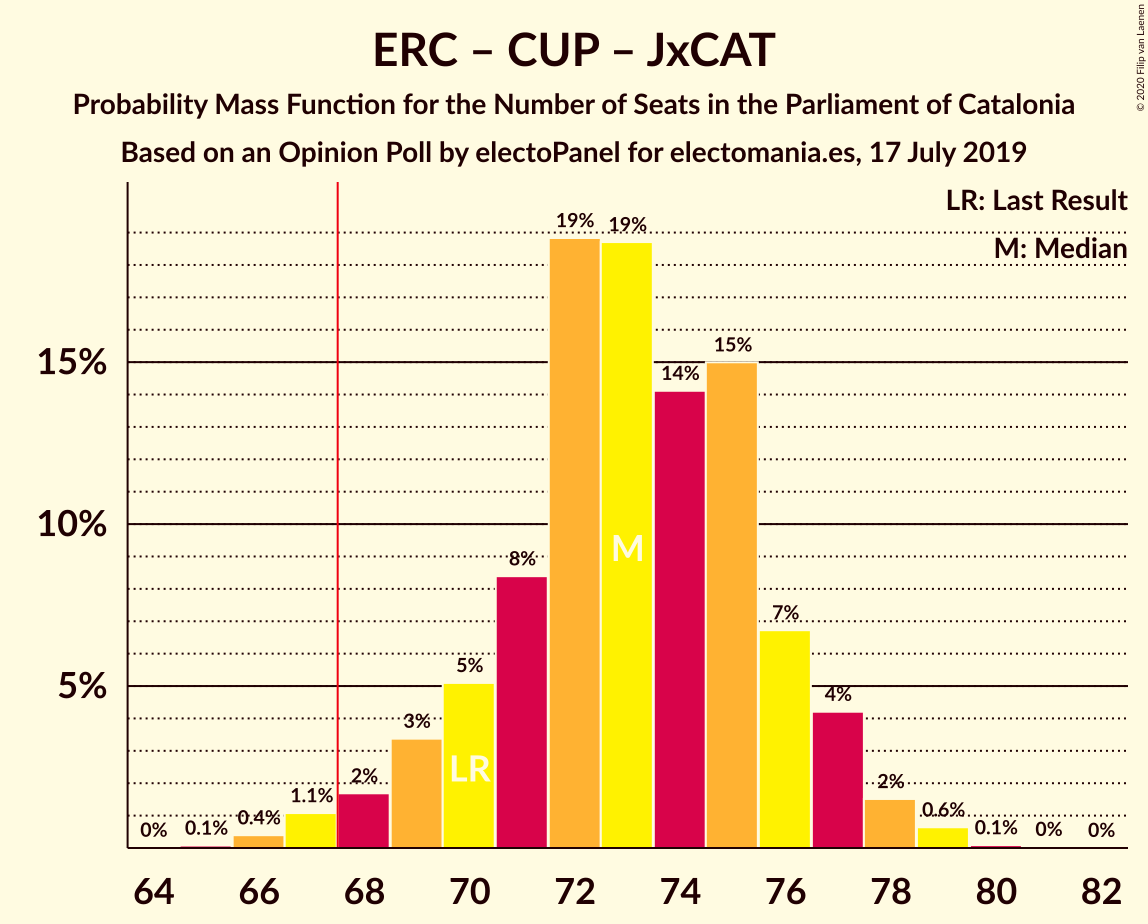 ERC – CUP – JxCAT
Probability Mass Function for the Number of Seats in the Parliament of Catalonia
Based on an Opinion Poll by electoPanel for electomania.es, 17 July 2019
© 2020 Filip van Laenen
LR: Last Result
M: Median
15%
10%
5%
0%
0.1%
0.4%
1.1%
2%
3%
5%
8%
19%
19%
14%
15%
7%
4%
2%
0.6%
0.1%
0%
0%
LR
M
64 66 68 70 72 74 76 78 80 82